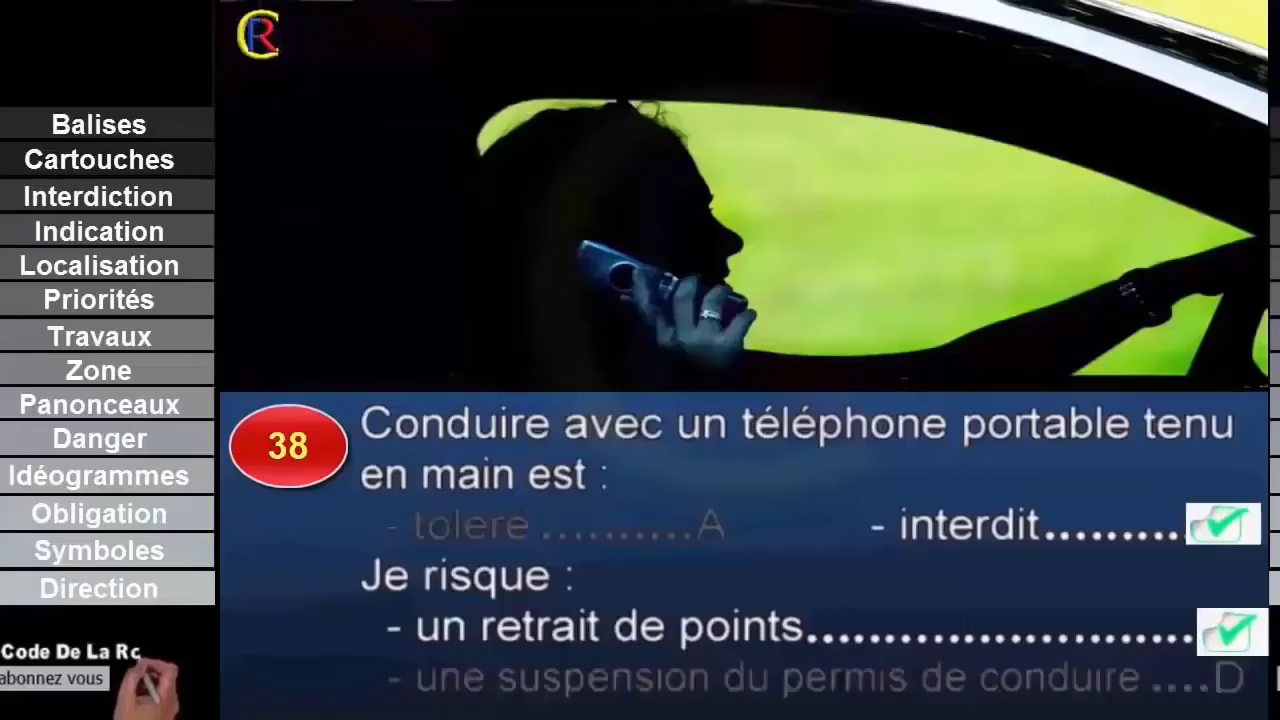 CR
Balises
Cartouches
Interdiction
Indication
Localisation
Priorités
Travaux
Zone
Panonceaux
Danger
Idéogrammes
Obligation
Symboles
Direction
Code De La Rc
abonnez vous
38
Conduire avec un téléphone portable tenu
en main est :
- tolere ..........A - interdit.........
Je risque :
- un retrait de points.........................
- une suspension du permis de conduire ....D